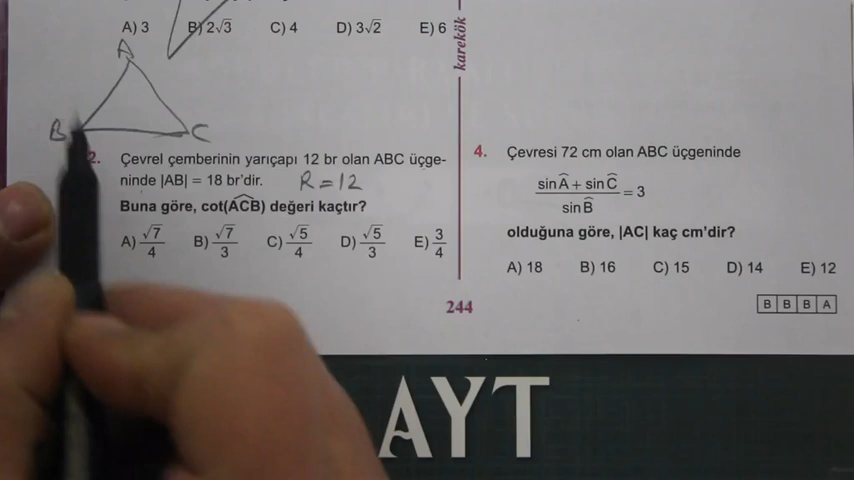 A) 3 B) 2√3 C) 4 D) 3√2 E) 6
A
B C
2. Çevrel çemberinin yarıçapı 12 br olan ABC üçge-
ninde |AB| = 18 br'dir. R = 12
Buna göre, cot(ACB) değeri kaçtır?
A) √7/4 B) √7/3 C) √5/4 D) √5/3 E) 3/4
karekök
4. Çevresi 72 cm olan ABC üçgeninde
sinA + sinC / sinB = 3
olduğuna göre, |AC| kaç cm'dir?
A) 18 B) 16 C) 15 D) 14 E) 12
244
B B B A
AYT